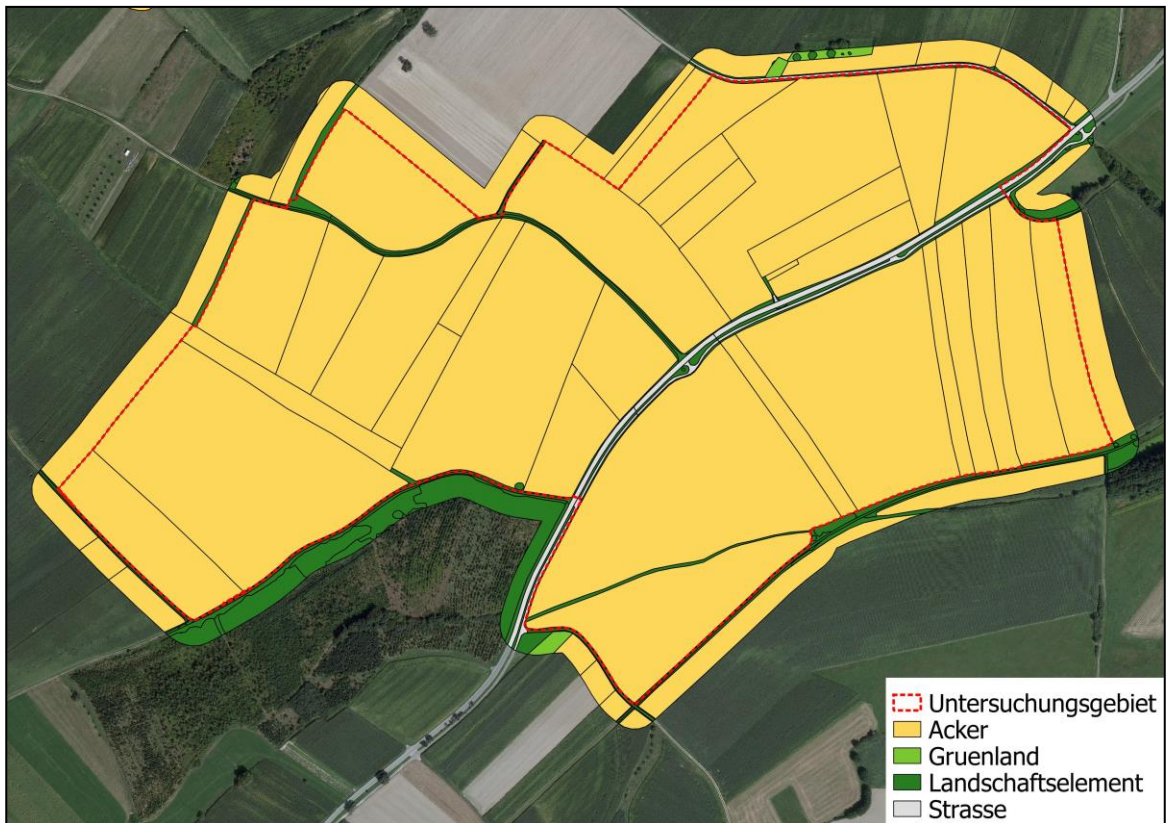 Untersuchungsgebiet
Acker
Gruenland
Landschaftselement
Strasse